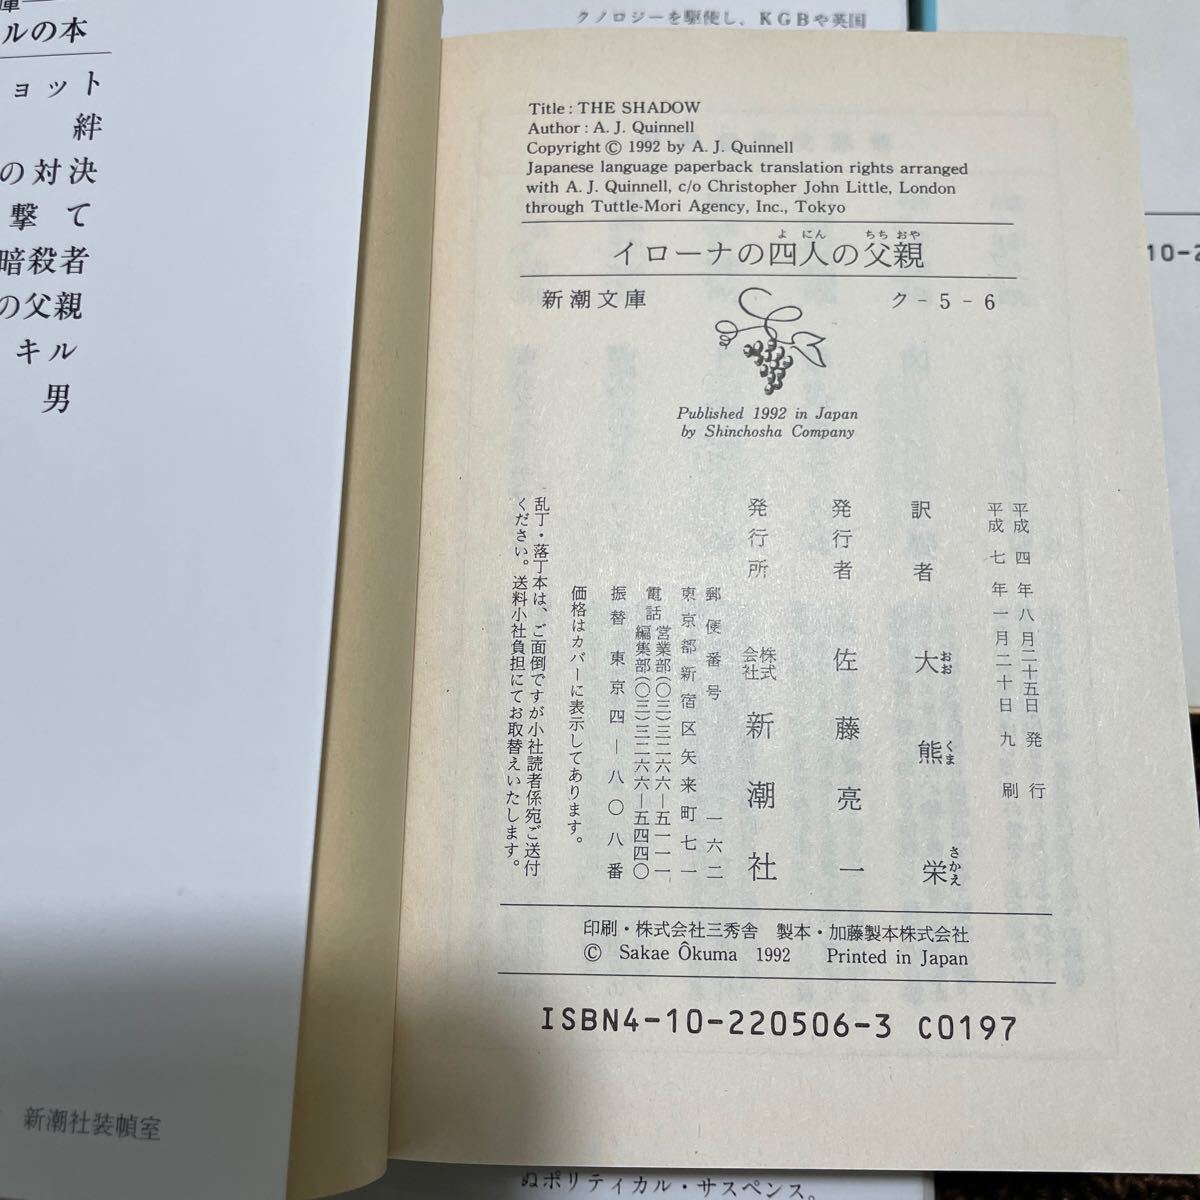 庫
ルの本
ョット
絆
の対決
撃て
暗殺者
の父親
キル
男
新潮社装幀室
クノロジーを駆使し、KGBや英国
Title : THE SHADOW
Author : A. J. Quinnell
Copyright © 1992 by A. J. Quinnell
Japanese language paperback translation rights arranged
with A. J. Quinnell, c/o Christopher John Little, London
through Tuttle-Mori Agency, Inc., Tokyo
イローナの四人の父親
よ にん ちち おや
新潮文庫 ク-5-6
Published 1992 in Japan
by Shinchosha Company
平成四年八月二十五日発行
平成七年一月二十日九刷
訳者 大熊栄
おお くま さかえ
発行者 佐藤亮一
発行所 株式会社 新潮社
郵便番号 一六二
東京都新宿区矢来町七一
電話 営業部(〇三)三二六六―五一一一
編集部(〇三)三二六六―五四四〇
振替 東京四―八〇八番
価格はカバーに表示してあります。
乱丁・落丁本は、ご面倒ですが小社読者係宛ご送付
ください。送料小社負担にてお取替えいたします。
印刷・株式会社三秀舎 製本・加藤製本株式会社
© Sakae Ôkuma 1992 Printed in Japan
ISBN4-10-220506-3 C0197
10-2
ぬポリティカル・サスペンス。